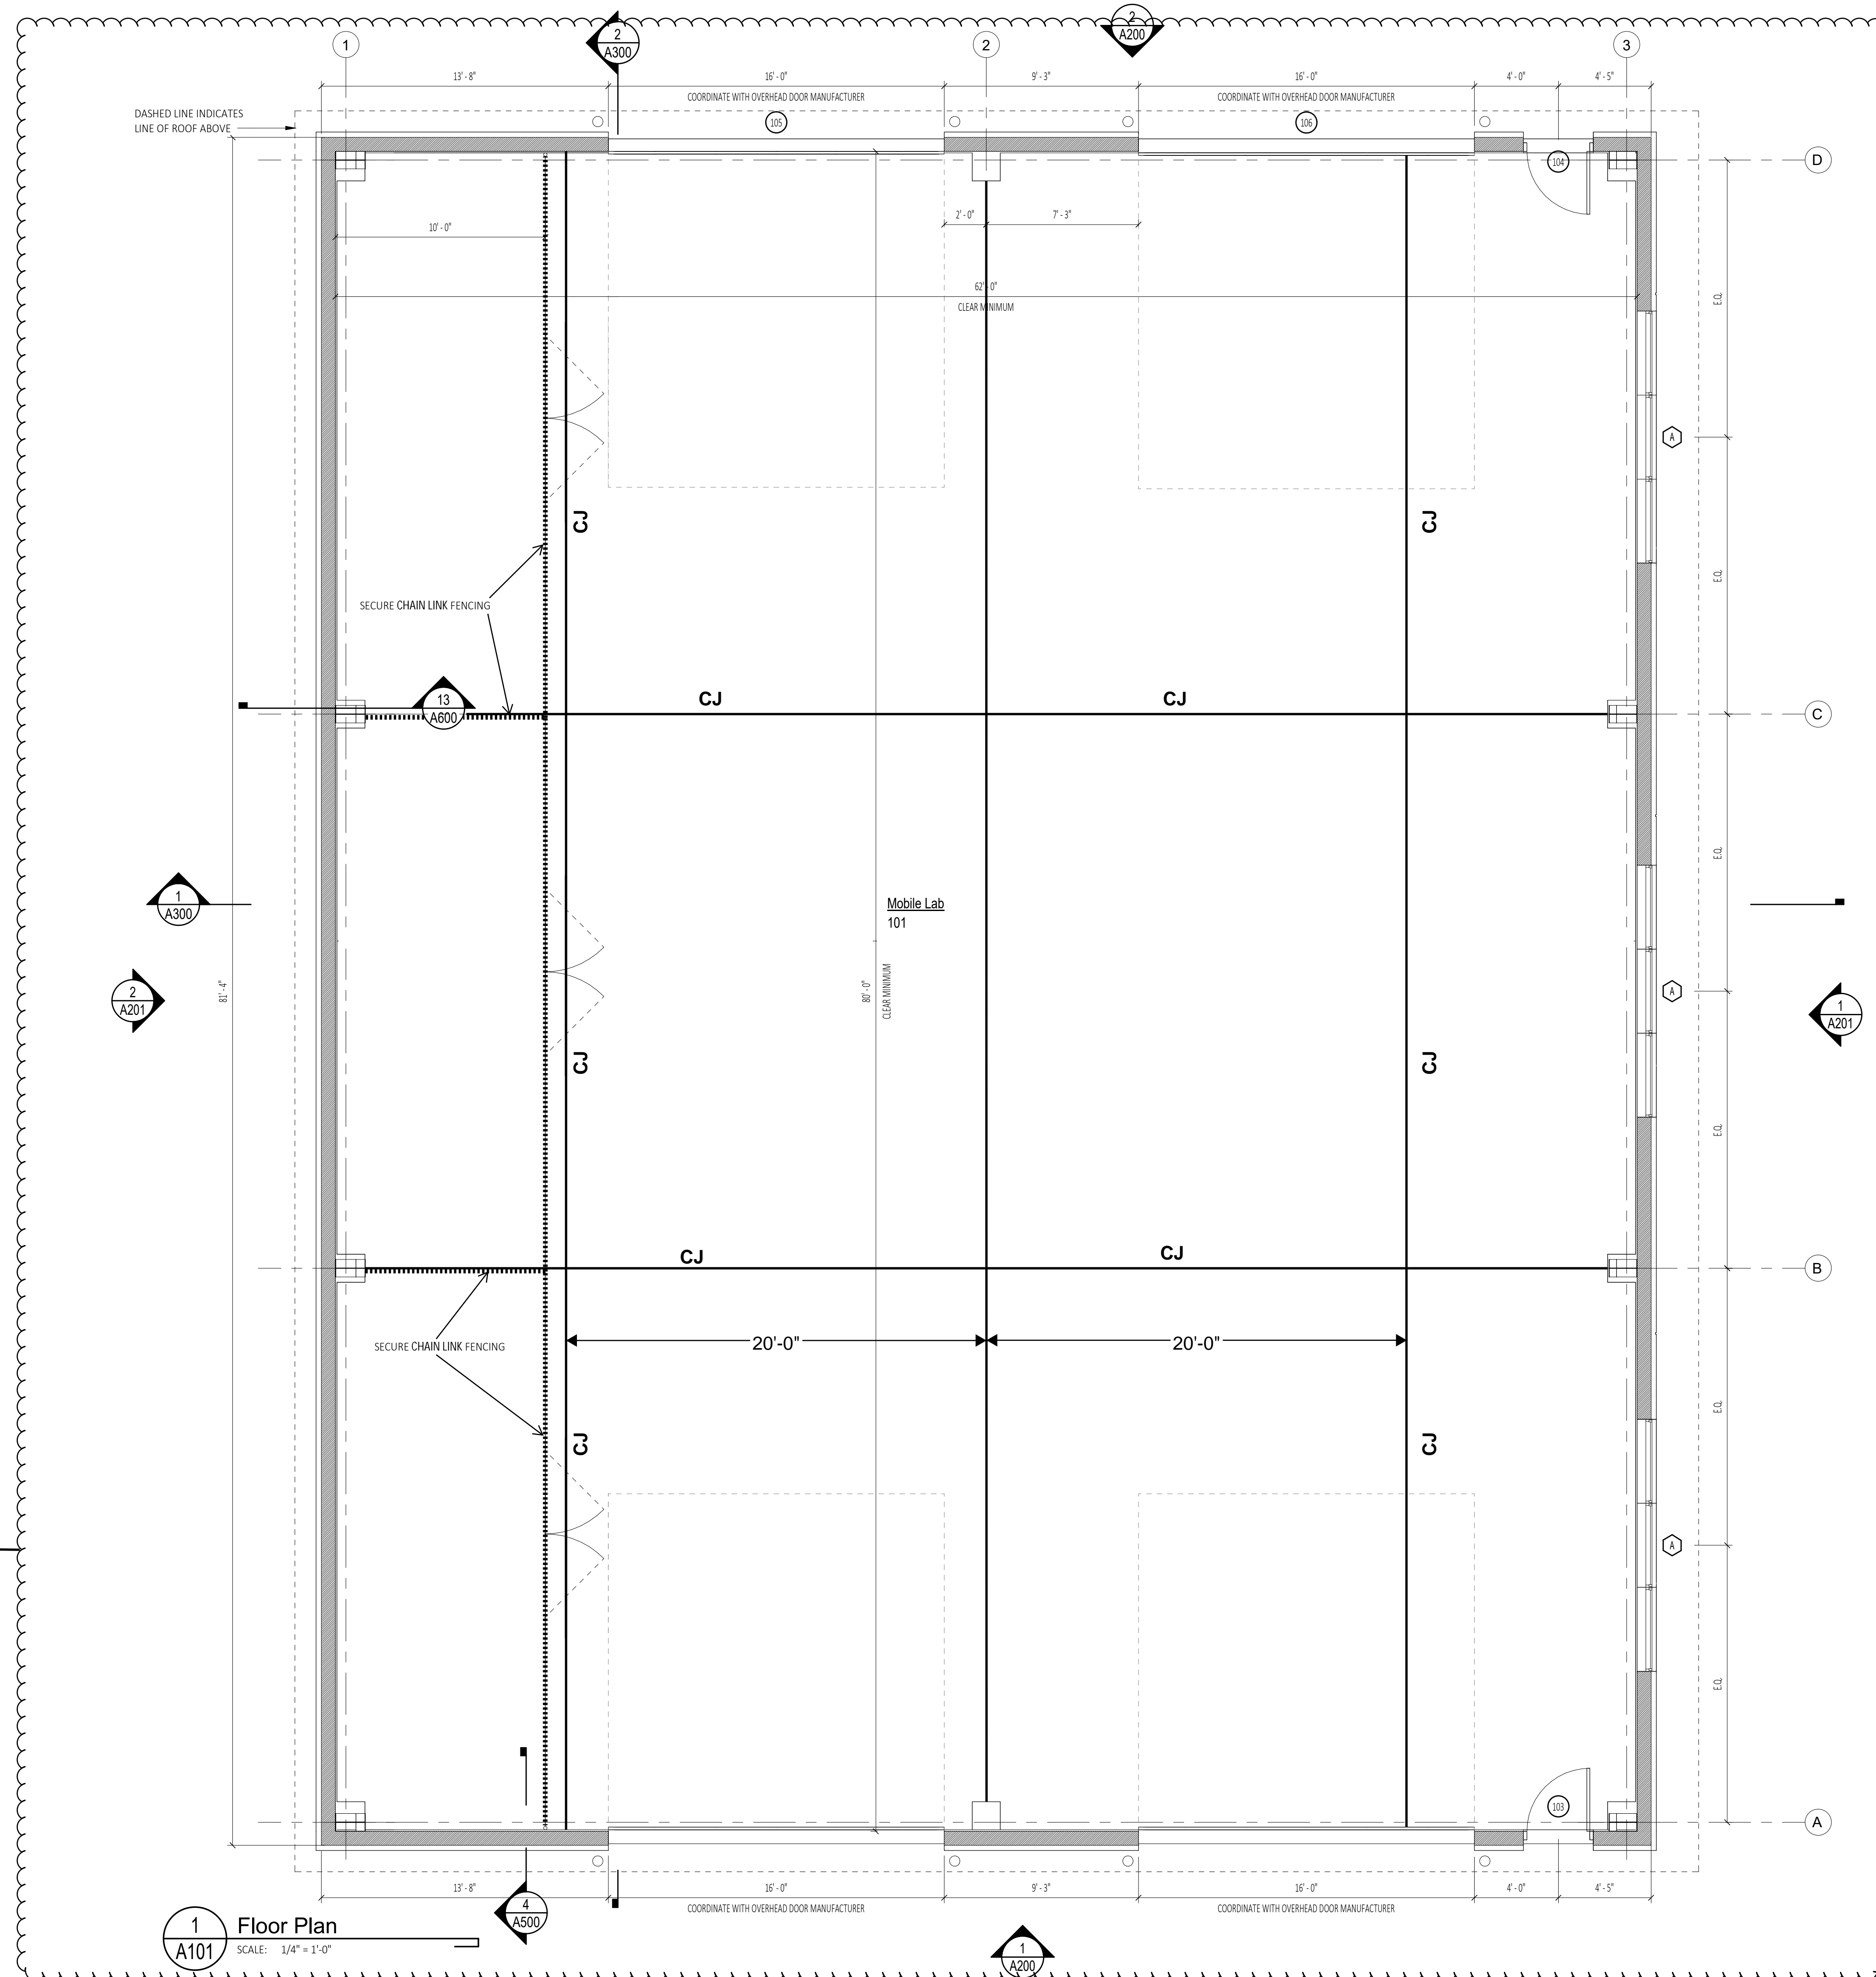 1
2
A300
2
2
A200
3
13' - 8"
16' - 0"
9' - 3"
16' - 0"
4' - 0"
4' - 5"
COORDINATE WITH OVERHEAD DOOR MANUFACTURER
COORDINATE WITH OVERHEAD DOOR MANUFACTURER
DASHED LINE INDICATES
LINE OF ROOF ABOVE
105
106
104
D
10' - 0"
2' - 0"
7' - 3"
62' - 0"
CLEAR MINIMUM
E.Q.
A
CJ
CJ
E.Q.
SECURE CHAIN LINK FENCING
13
A600
CJ
CJ
C
E.Q.
1
A300
Mobile Lab
101
2
A201
81' - 4"
80' - 0"
CLEAR MINIMUM
A
1
A201
CJ
CJ
E.Q.
CJ
CJ
B
20'-0"
20'-0"
SECURE CHAIN LINK FENCING
E.Q.
CJ
CJ
A
E.Q.
103
A
13' - 8"
16' - 0"
9' - 3"
16' - 0"
4' - 0"
4' - 5"
COORDINATE WITH OVERHEAD DOOR MANUFACTURER
COORDINATE WITH OVERHEAD DOOR MANUFACTURER
4
A500
1
A101
Floor Plan
SCALE: 1/4" = 1'-0"
1
A200